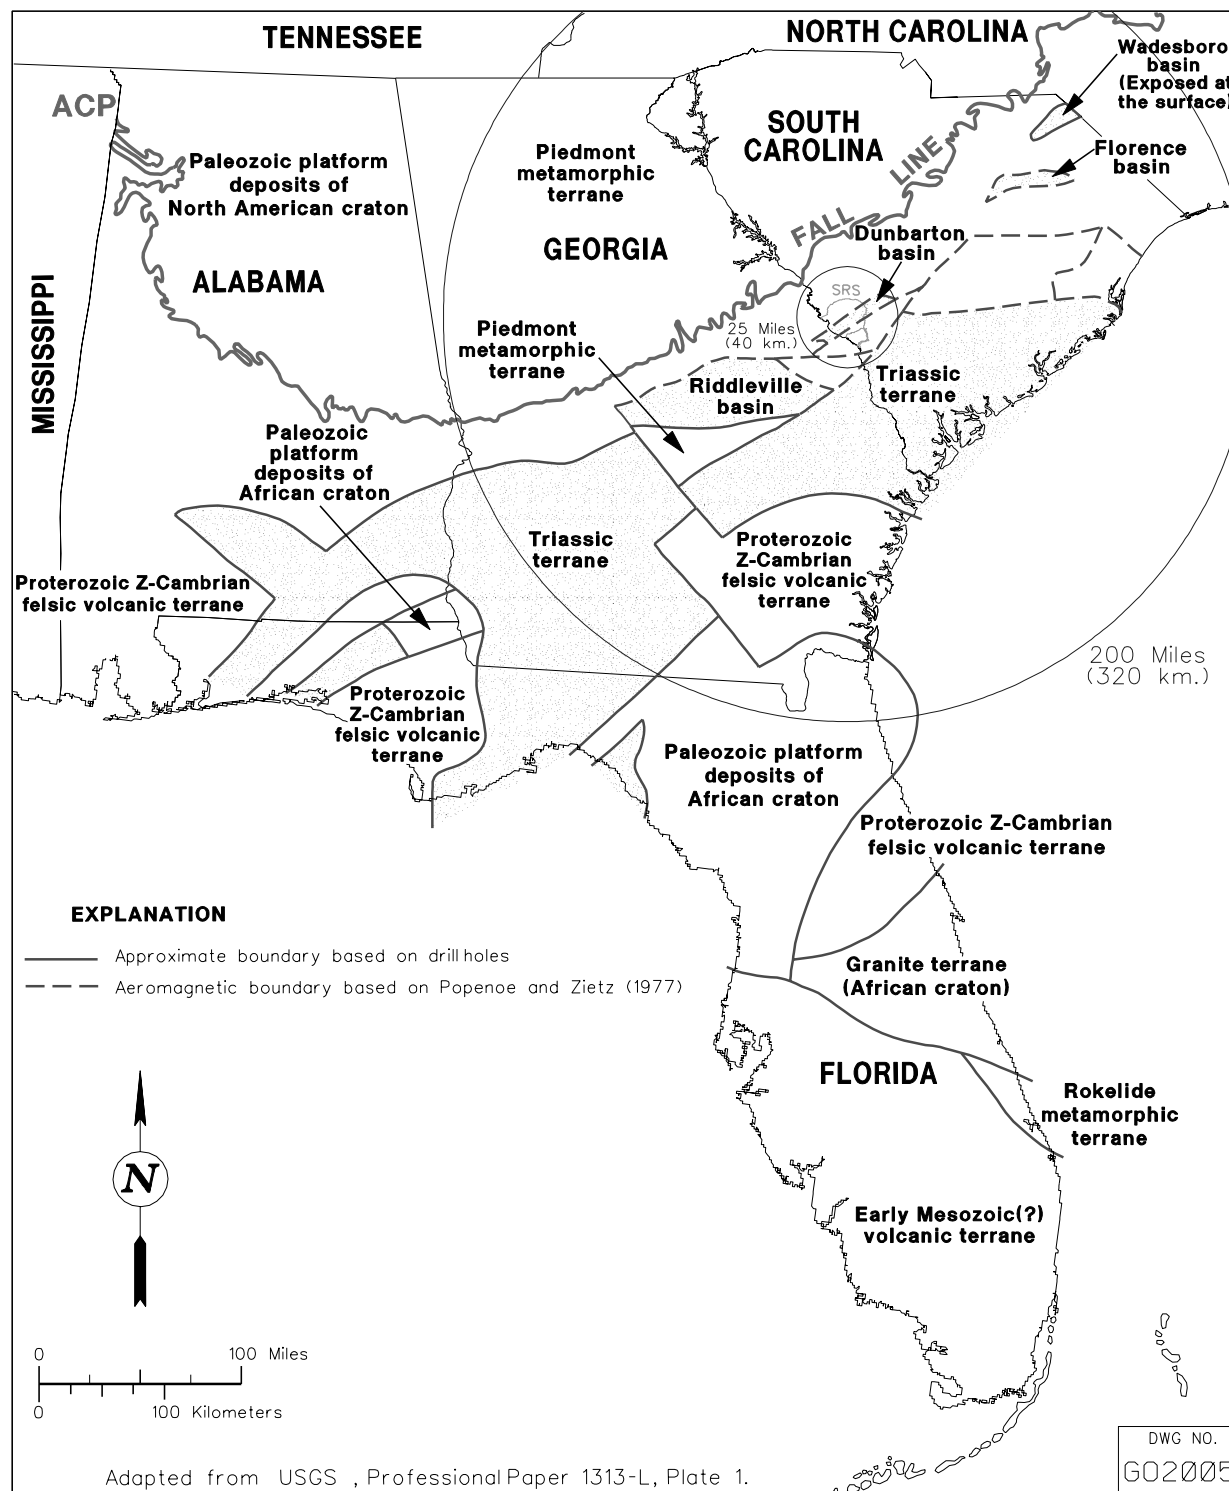 TENNESSEE
NORTH CAROLINA
Wadesboro
basin
(Exposed at
the surface)
ACP
SOUTH
CAROLINA
Florence
basin
Paleozoic platform
deposits of
North American craton
Piedmont
metamorphic
terrane
FALL LINE
GEORGIA
Dunbarton
basin
ALABAMA
MISSISSIPPI
SRS
25 Miles
(40 km.)
Piedmont
metamorphic
terrane
Riddleville
basin
Triassic
terrane
Paleozoic
platform
deposits of
African craton
Triassic
terrane
Proterozoic
Z-Cambrian
felsic volcanic
terrane
Proterozoic Z-Cambrian
felsic volcanic terrane
200 Miles
(320 km.)
Proterozoic
Z-Cambrian
felsic volcanic
terrane
Paleozoic platform
deposits of
African craton
Proterozoic Z-Cambrian
felsic volcanic terrane
EXPLANATION
Approximate boundary based on drill holes
Aeromagnetic boundary based on Popenoe and Zietz (1977)
Granite terrane
(African craton)
FLORIDA
Rokelide
metamorphic
terrane
N
Early Mesozoic(?)
volcanic terrane
0 100 Miles
0 100 Kilometers
DWG NO.
G02005
Adapted from USGS , Professional Paper 1313-L, Plate 1.